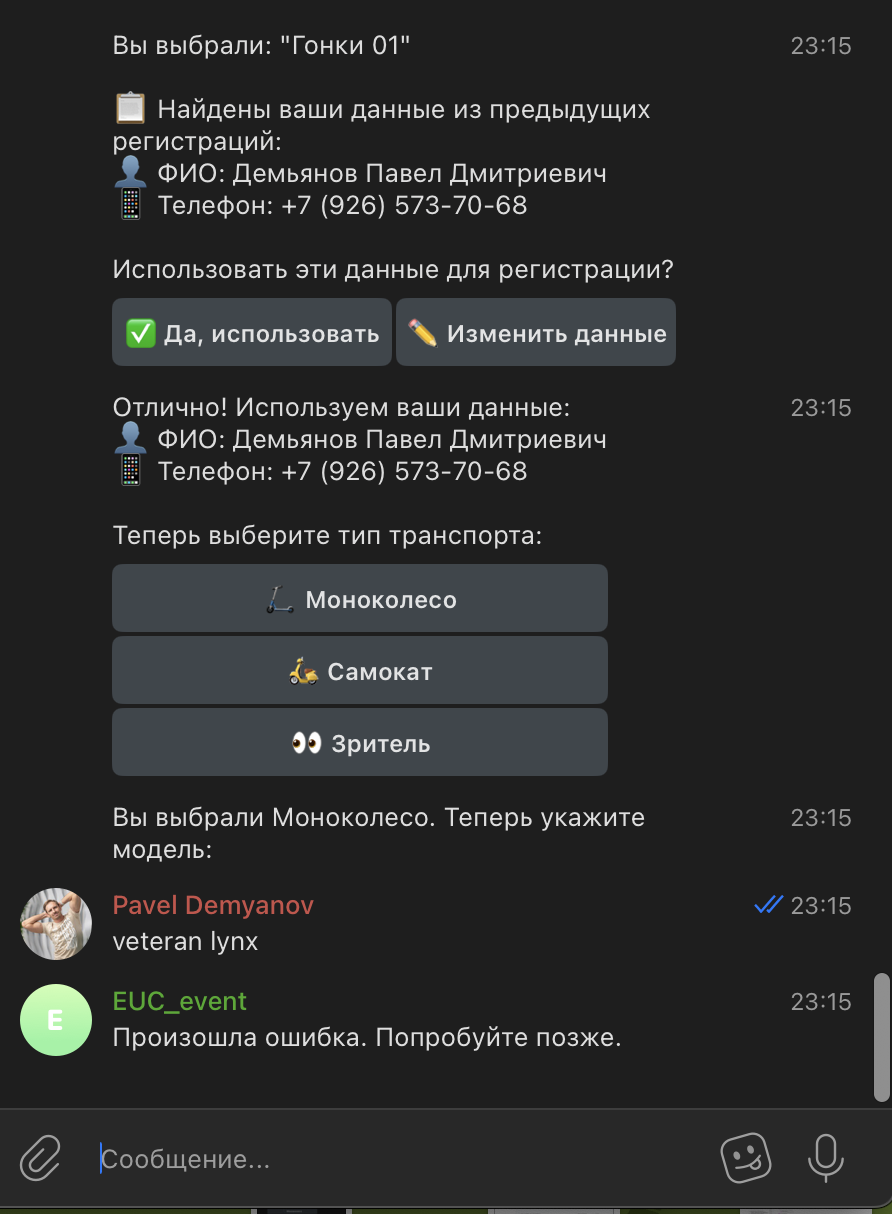 Вы выбрали: "Гонки 01" 23:15
📋 Найдены ваши данные из предыдущих
регистраций:
👤 ФИО: Демьянов Павел Дмитриевич
📱 Телефон: +7 (926) 573-70-68
Использовать эти данные для регистрации?
✅ Да, использовать
✏️ Изменить данные
Отлично! Используем ваши данные: 23:15
👤 ФИО: Демьянов Павел Дмитриевич
📱 Телефон: +7 (926) 573-70-68
Теперь выберите тип транспорта:
🛴 Моноколесо
🛵 Самокат
👀 Зритель
Вы выбрали Моноколесо. Теперь укажите 23:15
модель:
Pavel Demyanov 23:15
veteran lynx
E
EUC_event 23:15
Произошла ошибка. Попробуйте позже.
Сообщение...